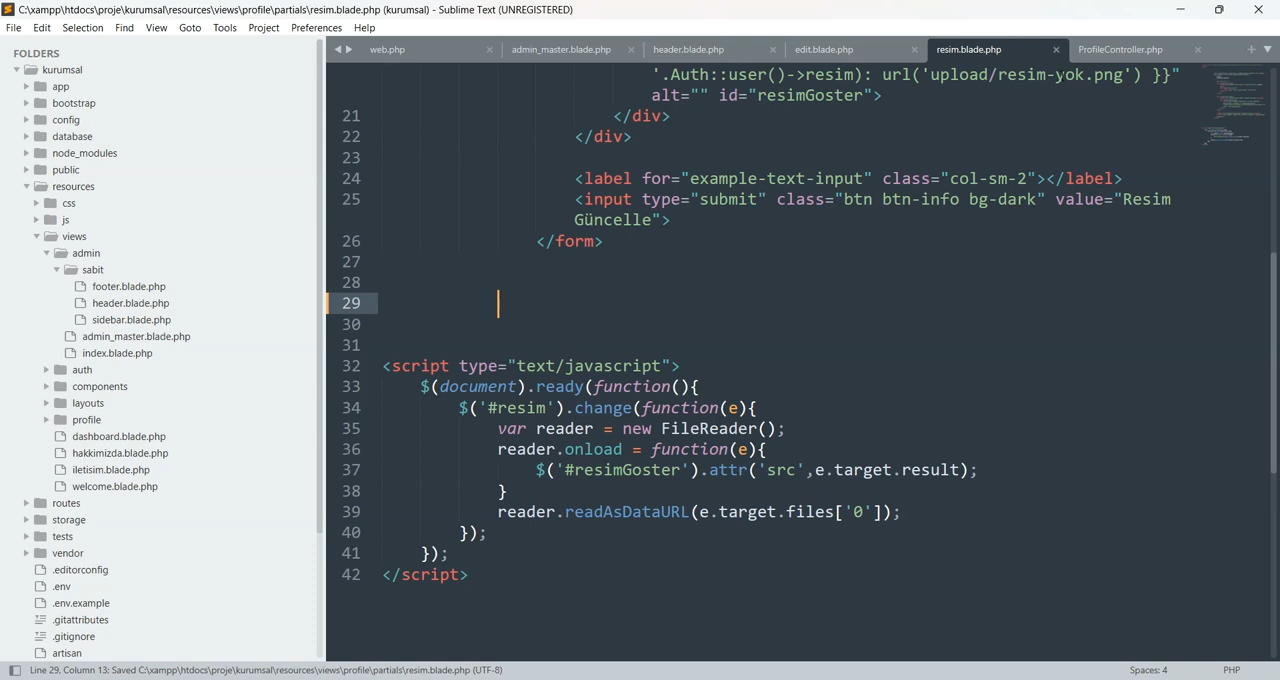 C:\xampp\htdocs\proje\kurumsal\resources\views\profile\partials\resim.blade.php (kurumsal) - Sublime Text (UNREGISTERED)
File Edit Selection Find View Goto Tools Project Preferences Help
FOLDERS
kurumsal
app
bootstrap
config
database
node_modules
public
resources
css
js
views
admin
sabit
footer.blade.php
header.blade.php
sidebar.blade.php
admin_master.blade.php
index.blade.php
auth
components
layouts
profile
dashboard.blade.php
hakkimizda.blade.php
iletisim.blade.php
welcome.blade.php
routes
storage
tests
vendor
.editorconfig
.env
.env.example
.gitattributes
.gitignore
artisan
web.php admin_master.blade.php header.blade.php edit.blade.php resim.blade.php ProfileController.php
'.Auth::user()->resim): url('upload/resim-yok.png') }}"
alt="" id="resimGoster">
21 </div>
22 </div>
23
24 <label for="example-text-input" class="col-sm-2"></label>
25 <input type="submit" class="btn btn-info bg-dark" value="Resim
Güncelle">
26 </form>
27
28
29
30
31
32 <script type="text/javascript">
33 $(document).ready(function(){
34 $('#resim').change(function(e){
35 var reader = new FileReader();
36 reader.onload = function(e){
37 $('#resimGoster').attr('src',e.target.result);
38 }
39 reader.readAsDataURL(e.target.files['0']);
40 });
41 });
42 </script>
Line 29, Column 13; Saved C:\xampp\htdocs\proje\kurumsal\resources\views\profile\partials\resim.blade.php (UTF-8) Spaces: 4 PHP